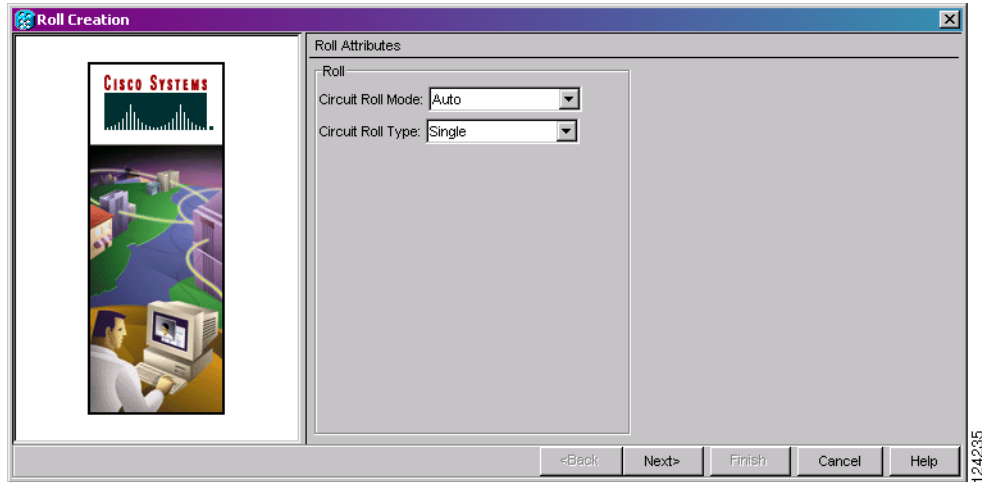 Roll Creation
CISCO SYSTEMS
Roll Attributes
Roll
Circuit Roll Mode: Auto
Circuit Roll Type: Single
<Back Next> Finish Cancel Help
124235